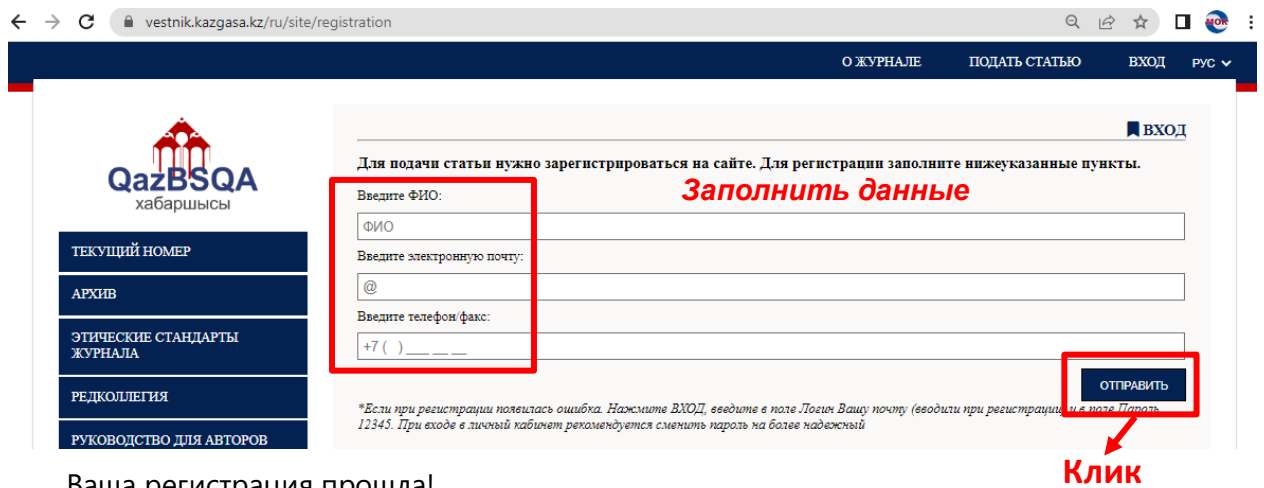 vestnik.kazgasa.kz/ru/site/registration
О ЖУРНАЛЕ ПОДАТЬ СТАТЬЮ ВХОД РУС
ВХОД
QazBSQA
хабаршысы
ТЕКУЩИЙ НОМЕР
АРХИВ
ЭТИЧЕСКИЕ СТАНДАРТЫ
ЖУРНАЛА
РЕДКОЛЛЕГИЯ
РУКОВОДСТВО ДЛЯ АВТОРОВ
Для подачи статьи нужно зарегистрироваться на сайте. Для регистрации заполните нижеуказанные пункты.
Заполнить данные
Введите ФИО:
ФИО
Введите электронную почту:
@
Введите телефон/факс:
+7 ( ) ___ __ __
ОТПРАВИТЬ
*Если при регистрации появилась ошибка. Нажмите ВХОД, введите в поле Логин Вашу почту (вводили при регистрации) и в поле Пароль
12345. При входе в личный кабинет рекомендуется сменить пароль на более надежный
Клик
Ваша регистрация прошла!